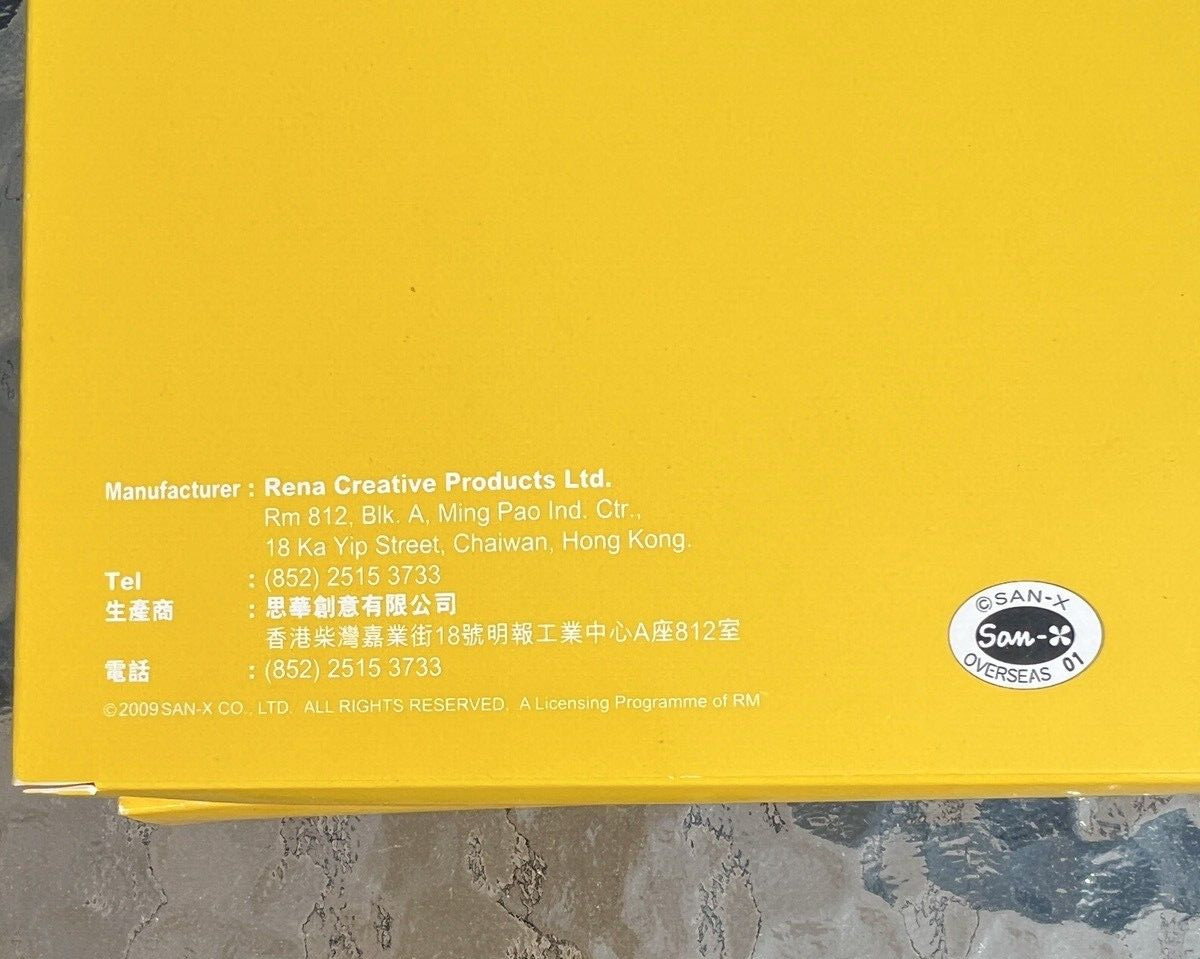 Manufacturer : Rena Creative Products Ltd.
Rm 812, Blk. A, Ming Pao Ind. Ctr.,
18 Ka Yip Street, Chaiwan, Hong Kong.
Tel : (852) 2515 3733
生產商 : 思華創意有限公司
香港柴灣嘉業街18號明報工業中心A座812室
電話 : (852) 2515 3733
©2009 SAN-X CO., LTD. ALL RIGHTS RESERVED. A Licensing Programme of RM™
©SAN-X
San-X
OVERSEAS 01